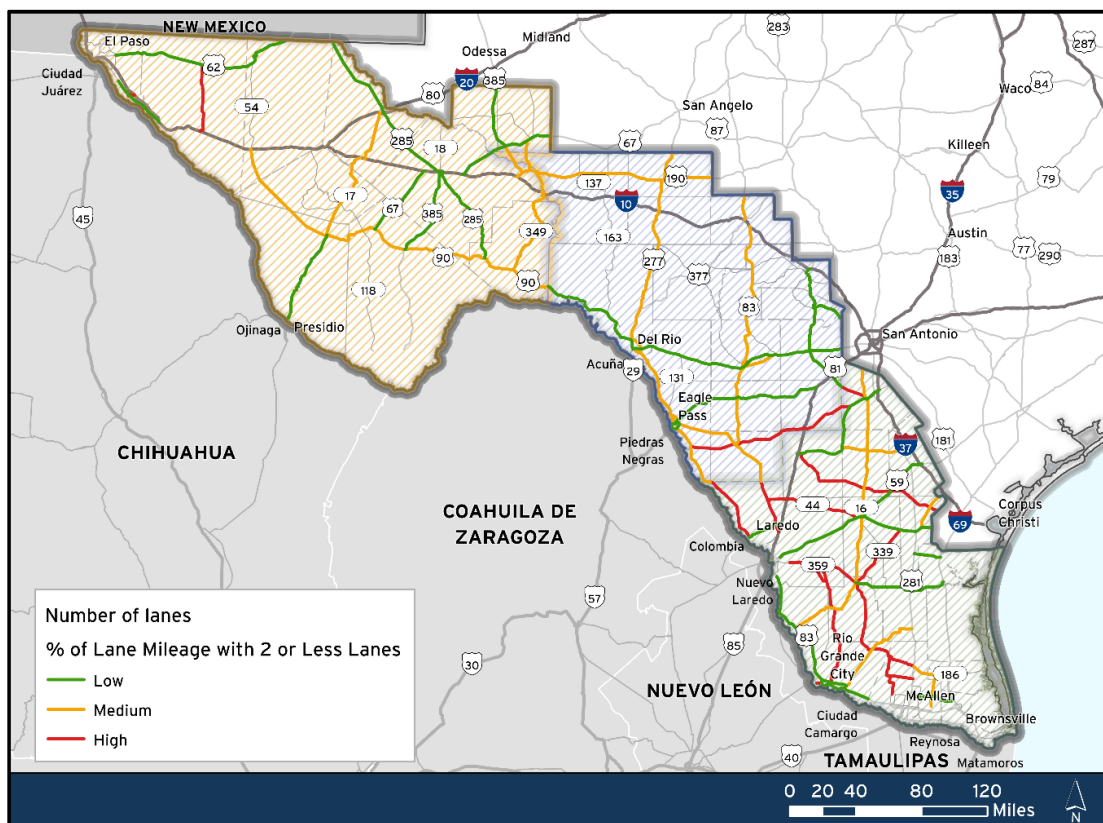 NEW MEXICO
El Paso
Midland
Odessa
283
287
Ciudad
Juárez
62
80
20
385
84
Waco
54
San Angelo
87
285
18
67
Killeen
137
190
79
17
10
35
45
67
385
285
349
163
Austin
277
183
77
290
90
377
118
90
83
Ojinaga
Presidio
Del Rio
San Antonio
Acuña
29
131
81
Eagle
Pass
CHIHUAHUA
Piedras
Negras
37
181
59
COAHUILA DE
ZARAGOZA
44
16
Corpus
Christi
Laredo
69
Colombia
339
359
Nuevo
Laredo
281
57
83
Rio
Grande
City
85
30
NUEVO LEÓN
186
McAllen
Brownsville
Ciudad
Camargo
Reynosa
40
TAMAULIPAS
Matamoros
Number of lanes
% of Lane Mileage with 2 or Less Lanes
Low
Medium
High
0 20 40 80 120
Miles
N